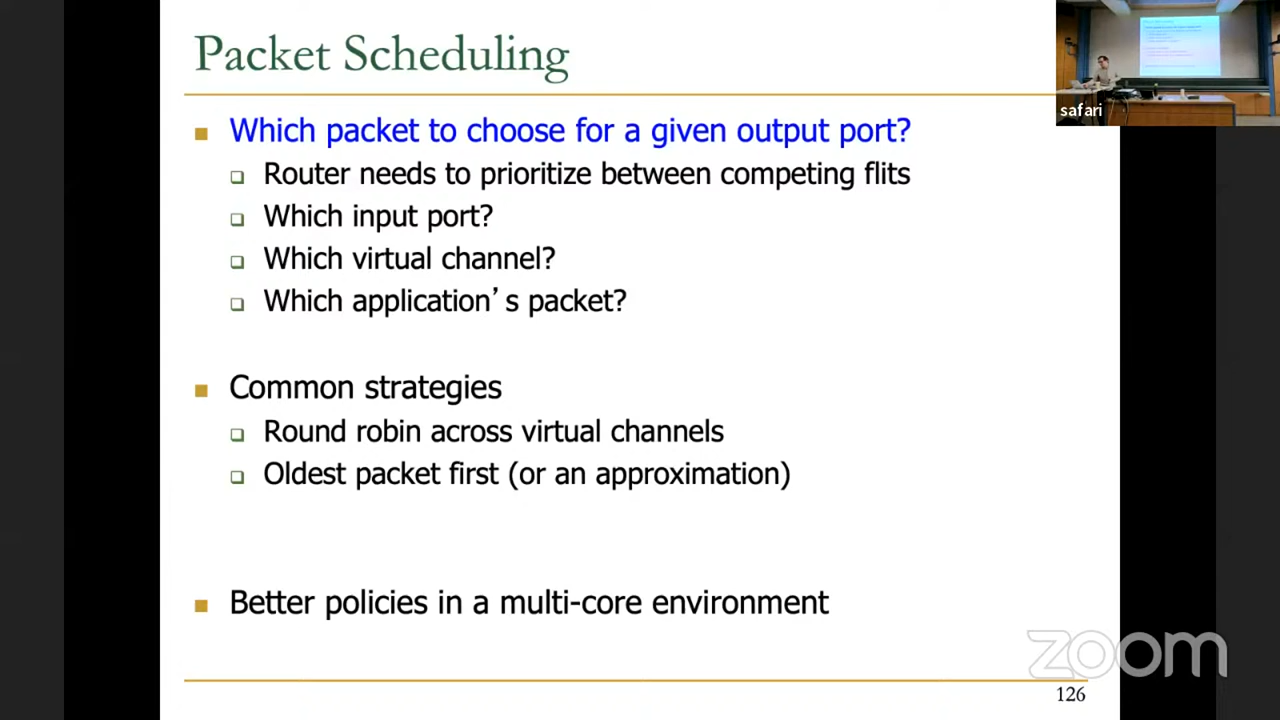 Packet Scheduling
Which packet to choose for a given output port?
Router needs to prioritize between competing flits
Which input port?
Which virtual channel?
Which application’s packet?
Common strategies
Round robin across virtual channels
Oldest packet first (or an approximation)
Better policies in a multi-core environment
126
safari
zoom